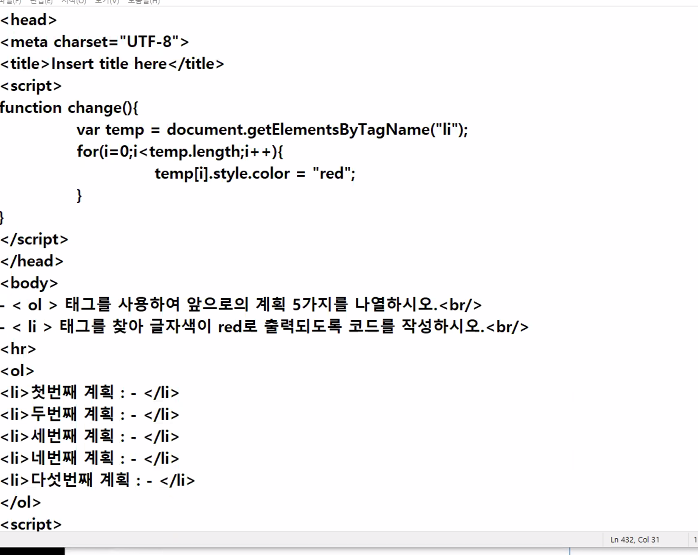 <head>
<meta charset="UTF-8">
<title>Insert title here</title>
<script>
function change(){
var temp = document.getElementsByTagName("li");
for(i=0;i<temp.length;i++){
temp[i].style.color = "red";
}
}
</script>
</head>
<body>
- < ol > 태그를 사용하여 앞으로의 계획 5가지를 나열하시오.<br/>
- < li > 태그를 찾아 글자색이 red로 출력되도록 코드를 작성하시오.<br/>
<hr>
<ol>
<li>첫번째 계획 : - </li>
<li>두번째 계획 : - </li>
<li>세번째 계획 : - </li>
<li>네번째 계획 : - </li>
<li>다섯번째 계획 : - </li>
</ol>
<script>
Ln 432, Col 31